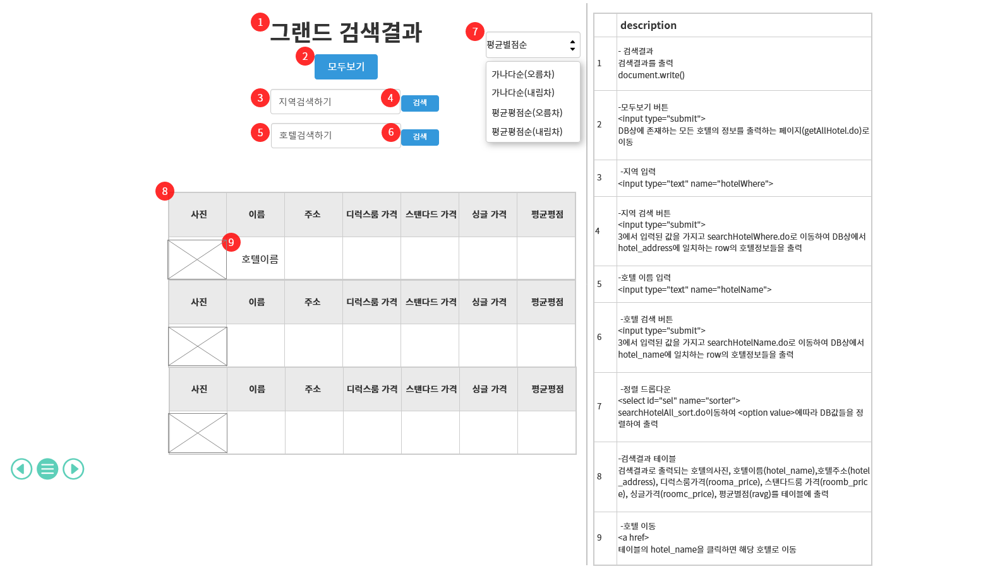 1
그랜드 검색결과
2
모두보기
3
지역검색하기
4
검색
5
호텔검색하기
6
검색
7
평균별점순
가나다순(오름차)
가나다순(내림차)
평균평점순(오름차)
평균평점순(내림차)
8
사진 이름 주소 디럭스룸 가격 스탠다드 가격 싱글 가격 평균평점
9
호텔이름
사진 이름 주소 디럭스룸 가격 스탠다드 가격 싱글 가격 평균평점
사진 이름 주소 디럭스룸 가격 스탠다드 가격 싱글 가격 평균평점
description
1
- 검색결과
검색결과를 출력
document.write()
2
-모두보기 버튼
<input type="submit">
DB상에 존재하는 모든 호텔의 정보를 출력하는 페이지(getAllHotel.do)로
이동
3
-지역 입력
<input type="text" name="hotelWhere">
4
-지역 검색 버튼
<input type="submit">
3에서 입력된 값을 가지고 searchHotelWhere.do로 이동하여 DB상에서
hotel_address에 일치하는 row의 호텔정보들을 출력
5
-호텔 이름 입력
<input type="text" name="hotelName">
6
-호텔 검색 버튼
<input type="submit">
3에서 입력된 값을 가지고 searchHotelName.do로 이동하여 DB상에서
hotel_name에 일치하는 row의 호텔정보들을 출력
7
-정렬 드롭다운
<select id="sel" name="sorter">
searchHotelAll_sort.do이동하여 <option value>에따라 DB값들을 정
렬하여 출력
8
-검색결과 테이블
검색결과로 출력되는 호텔의사진, 호텔이름(hotel_name),호텔주소(hotel
_address), 디럭스룸가격(rooma_price), 스탠다드룸 가격(roomb_pric
e), 싱글가격(roomc_price), 평균별점(ravg)를 테이블에 출력
9
-호텔 이동
<a href>
테이블의 hotel_name을 클릭하면 해당 호텔로 이동